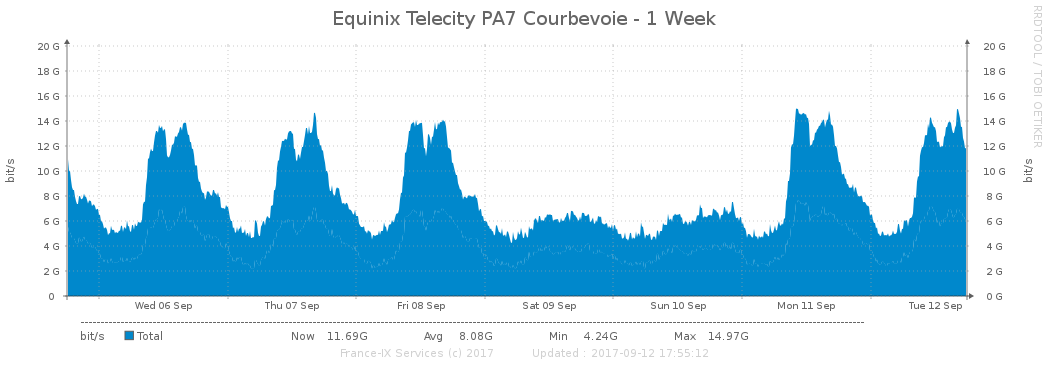 Equinix Telecity PA7 Courbevoie - 1 Week
RRDTOOL / TOBI OETIKER
20 G 20 G
18 G 18 G
16 G 16 G
14 G 14 G
12 G 12 G
10 G 10 G
8 G 8 G
6 G 6 G
4 G 4 G
2 G 2 G
0 0 G
bit/s bit/s
Wed 06 Sep Thu 07 Sep Fri 08 Sep Sat 09 Sep Sun 10 Sep Mon 11 Sep Tue 12 Sep
bit/s Total Now 11.69G Avg 8.08G Min 4.24G Max 14.97G
France-IX Services (c) 2017 Updated : 2017-09-12 17:55:12